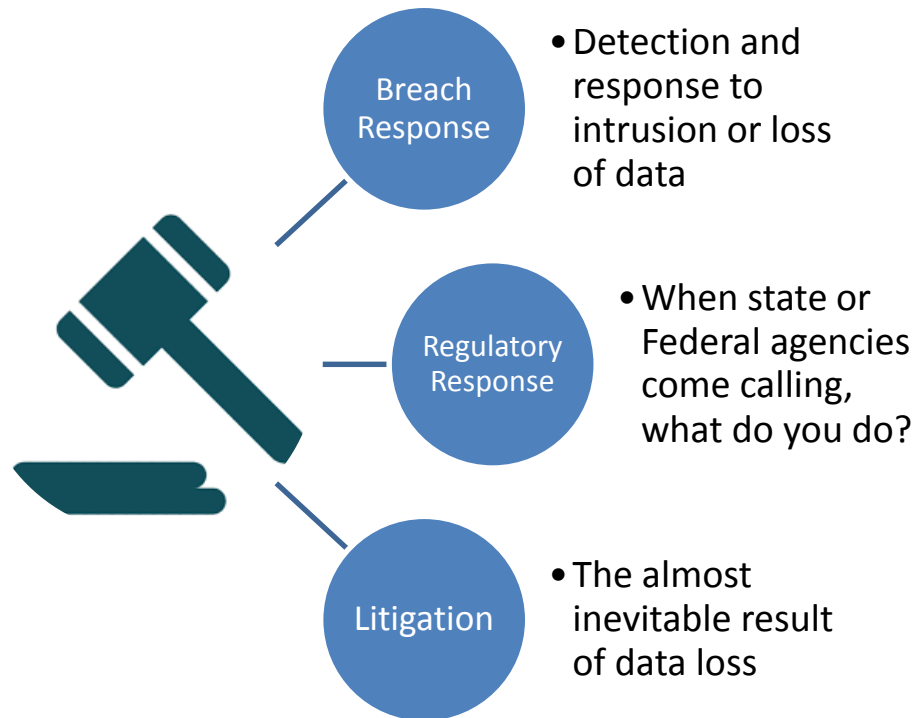 Breach
Response
• Detection and
response to
intrusion or loss
of data
Regulatory
Response
• When state or
Federal agencies
come calling,
what do you do?
Litigation
• The almost
inevitable result
of data loss